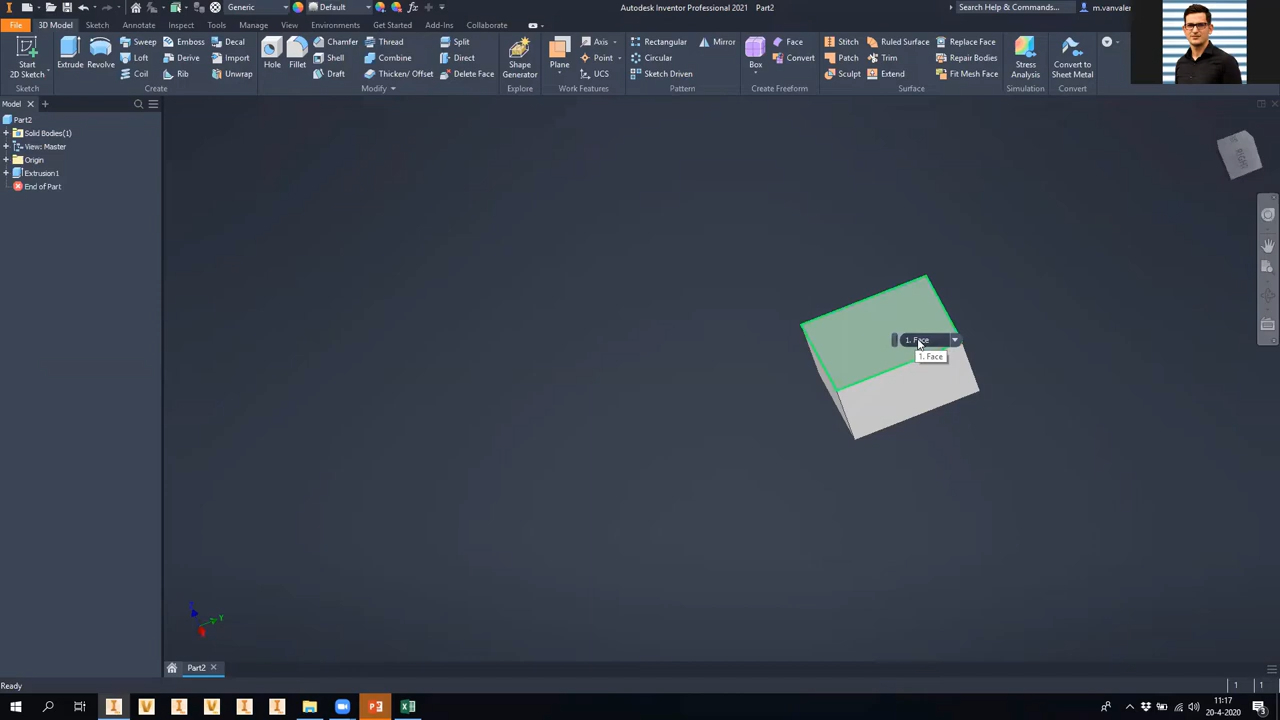 Generic
Default
Autodesk Inventor Professional 2021 Part2
Search Help & Commands...
m.vanvaler
File 3D Model Sketch Annotate Inspect Tools Manage View Environments Get Started Add-Ins Collaborate
Start
2D Sketch
Extrude
Revolve
Sweep
Emboss
Decal
Loft
Derive
Import
Coil
Rib
Unwrap
Hole
Fillet
Chamfer
Thread
Split
Shell
Combine
Direct
Draft
Thicken/ Offset
Delete Face
Shape
Generator
Plane
Axis
Point
UCS
Rectangular
Mirror
Circular
Sketch Driven
Box
Face
Convert
Stitch
Ruled Surface
Replace Face
Patch
Trim
Repair Bodies
Sculpt
Extend
Fit Mesh Face
Stress
Analysis
Convert to
Sheet Metal
Sketch Create Modify Explore Work Features Pattern Create Freeform Surface Simulation Convert
Model
Part2
Solid Bodies(1)
View: Master
Origin
Extrusion1
End of Part
RIGHT
1. Face
1. Face
Y
Part2
Ready
1 1
11:17
20-4-2020
3